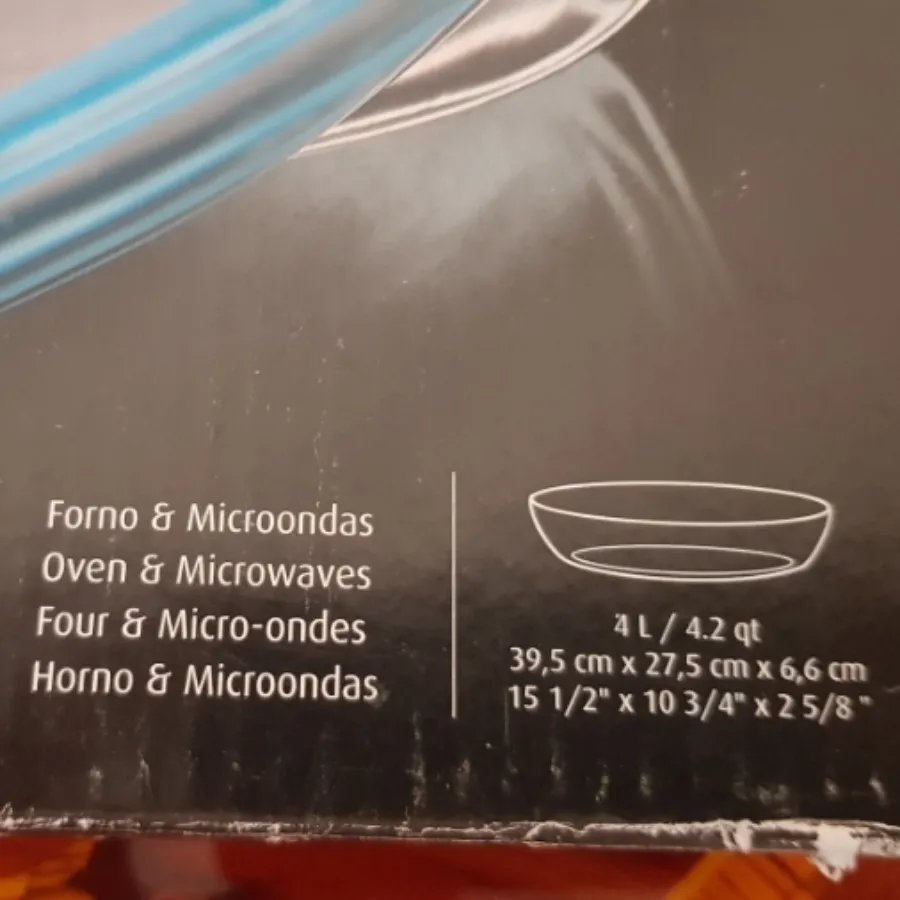 Forno & Microondas
Oven & Microwaves
Four & Micro-ondes
Horno & Microondas
4 L / 4.2 qt
39,5 cm x 27,5 cm x 6,6 cm
15 1/2" x 10 3/4" x 2 5/8 "